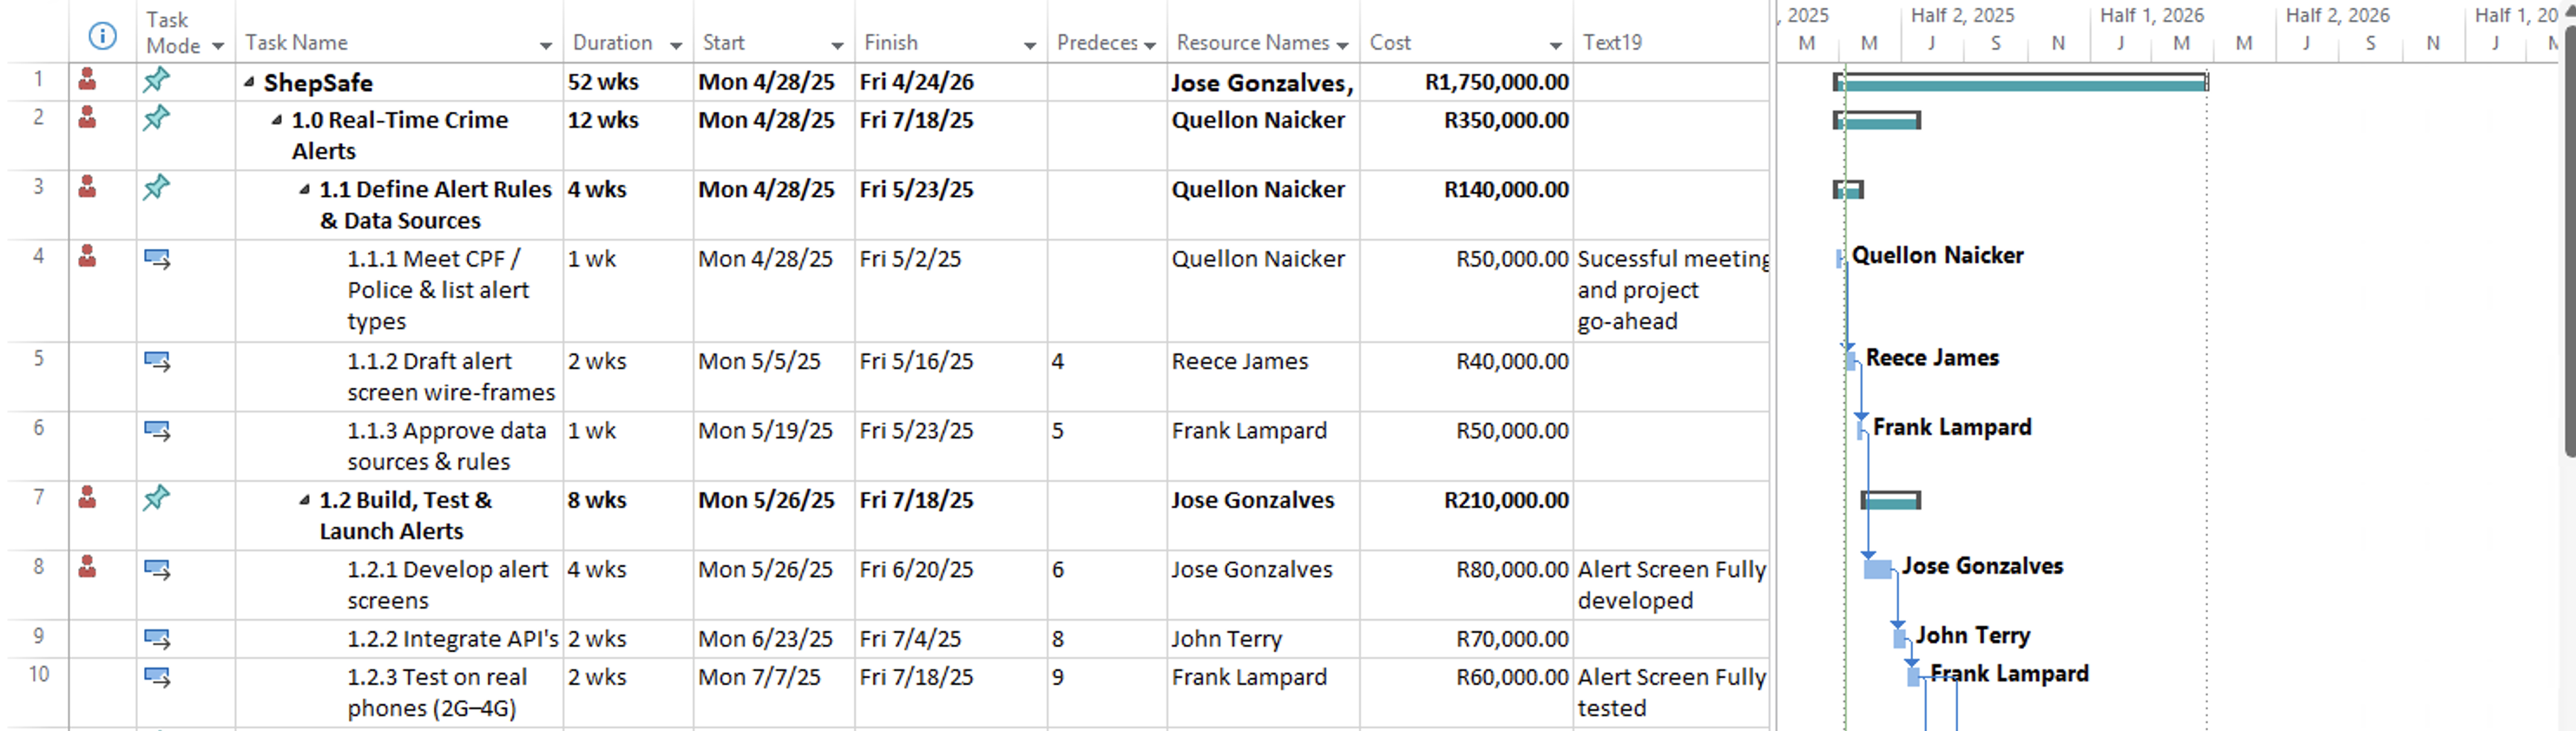 Task Mode	Task Name	Duration	Start	Finish	Predeces	Resource Names	Cost	Text19
1	ShepSafe	52 wks	Mon 4/28/25	Fri 4/24/26	Jose Gonzalves,	R1,750,000.00
2	1.0 Real-Time Crime Alerts	12 wks	Mon 4/28/25	Fri 7/18/25	Quellon Naicker	R350,000.00
3	1.1 Define Alert Rules & Data Sources	4 wks	Mon 4/28/25	Fri 5/23/25	Quellon Naicker	R140,000.00
4	1.1.1 Meet CPF / Police & list alert types	1 wk	Mon 4/28/25	Fri 5/2/25	Quellon Naicker	R50,000.00	Sucessful meeting and project go-ahead
5	1.1.2 Draft alert screen wire-frames	2 wks	Mon 5/5/25	Fri 5/16/25	4	Reece James	R40,000.00
6	1.1.3 Approve data sources & rules	1 wk	Mon 5/19/25	Fri 5/23/25	5	Frank Lampard	R50,000.00
7	1.2 Build, Test & Launch Alerts	8 wks	Mon 5/26/25	Fri 7/18/25	Jose Gonzalves	R210,000.00
8	1.2.1 Develop alert screens	4 wks	Mon 5/26/25	Fri 6/20/25	6	Jose Gonzalves	R80,000.00	Alert Screen Fully developed
9	1.2.2 Integrate API's	2 wks	Mon 6/23/25	Fri 7/4/25	8	John Terry	R70,000.00
10	1.2.3 Test on real phones (2G–4G)	2 wks	Mon 7/7/25	Fri 7/18/25	9	Frank Lampard	R60,000.00	Alert Screen Fully tested
, 2025	Half 2, 2025	Half 1, 2026	Half 2, 2026	Half 1, 20
M	M	J	S	N	J	M	M	J	S	N	J	M
Quellon Naicker
Reece James
Frank Lampard
Jose Gonzalves
John Terry
Frank Lampard